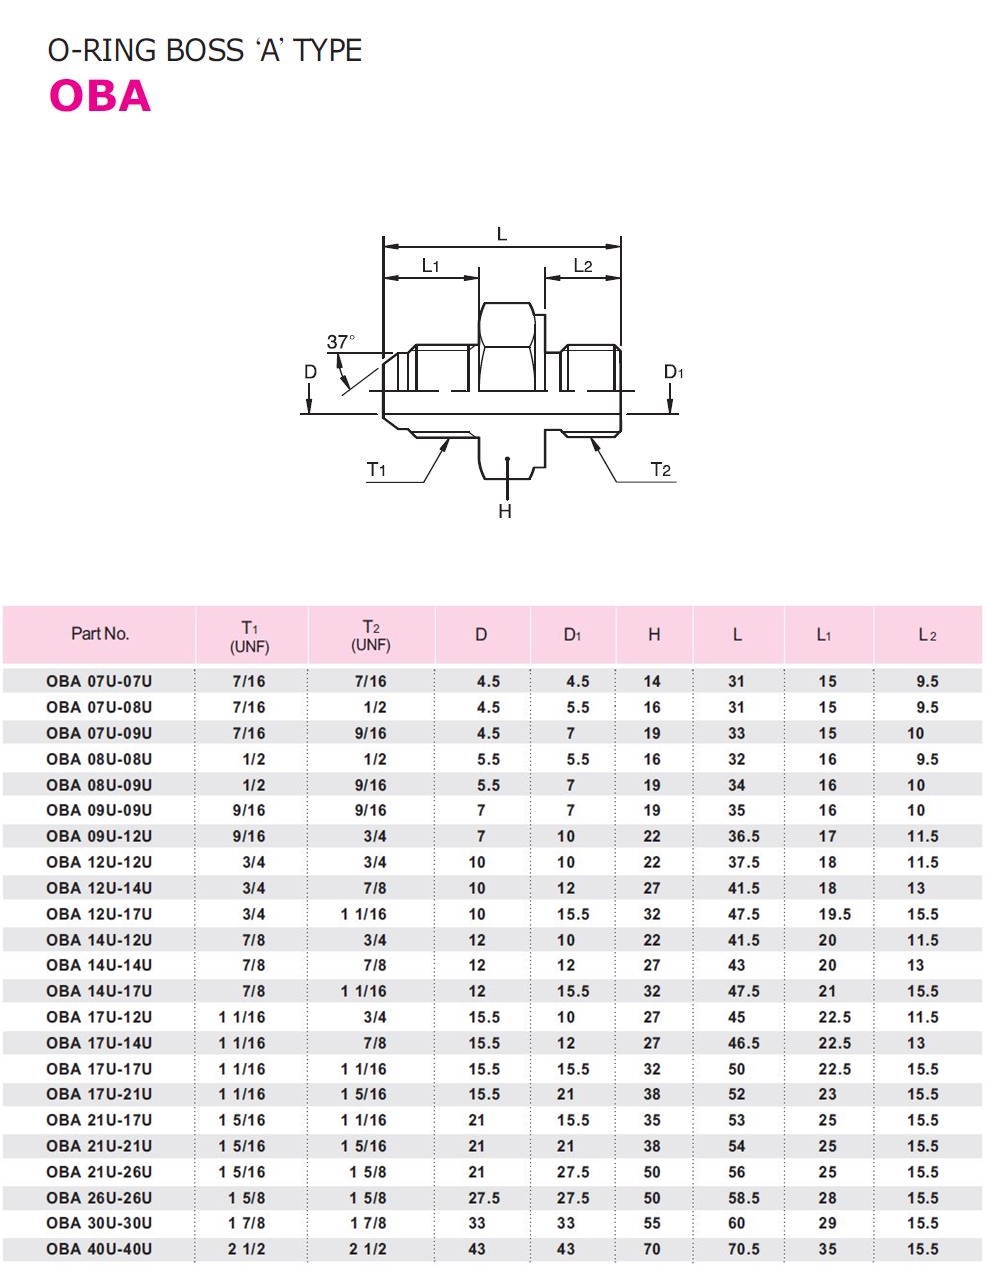 O-RING BOSS ‘A’ TYPE
OBA
L
L1 L2
37°
D D1
T1 T2
H
Part No. T1 (UNF) T2 (UNF) D D1 H L L1 L2
OBA 07U-07U 7/16 7/16 4.5 4.5 14 31 15 9.5
OBA 07U-08U 7/16 1/2 4.5 5.5 16 31 15 9.5
OBA 07U-09U 7/16 9/16 4.5 7 19 33 15 10
OBA 08U-08U 1/2 1/2 5.5 5.5 16 32 16 9.5
OBA 08U-09U 1/2 9/16 5.5 7 19 34 16 10
OBA 09U-09U 9/16 9/16 7 7 19 35 16 10
OBA 09U-12U 9/16 3/4 7 10 22 36.5 17 11.5
OBA 12U-12U 3/4 3/4 10 10 22 37.5 18 11.5
OBA 12U-14U 3/4 7/8 10 12 27 41.5 18 13
OBA 12U-17U 3/4 1 1/16 10 15.5 32 47.5 19.5 15.5
OBA 14U-12U 7/8 3/4 12 10 22 41.5 20 11.5
OBA 14U-14U 7/8 7/8 12 12 27 43 20 13
OBA 14U-17U 7/8 1 1/16 12 15.5 32 47.5 21 15.5
OBA 17U-12U 1 1/16 3/4 15.5 10 27 45 22.5 11.5
OBA 17U-14U 1 1/16 7/8 15.5 12 27 46.5 22.5 13
OBA 17U-17U 1 1/16 1 1/16 15.5 15.5 32 50 22.5 15.5
OBA 17U-21U 1 1/16 1 5/16 15.5 21 38 52 23 15.5
OBA 21U-17U 1 5/16 1 1/16 21 15.5 35 53 25 15.5
OBA 21U-21U 1 5/16 1 5/16 21 21 38 54 25 15.5
OBA 21U-26U 1 5/16 1 5/8 21 27.5 50 56 25 15.5
OBA 26U-26U 1 5/8 1 5/8 27.5 27.5 50 58.5 28 15.5
OBA 30U-30U 1 7/8 1 7/8 33 33 55 60 29 15.5
OBA 40U-40U 2 1/2 2 1/2 43 43 70 70.5 35 15.5